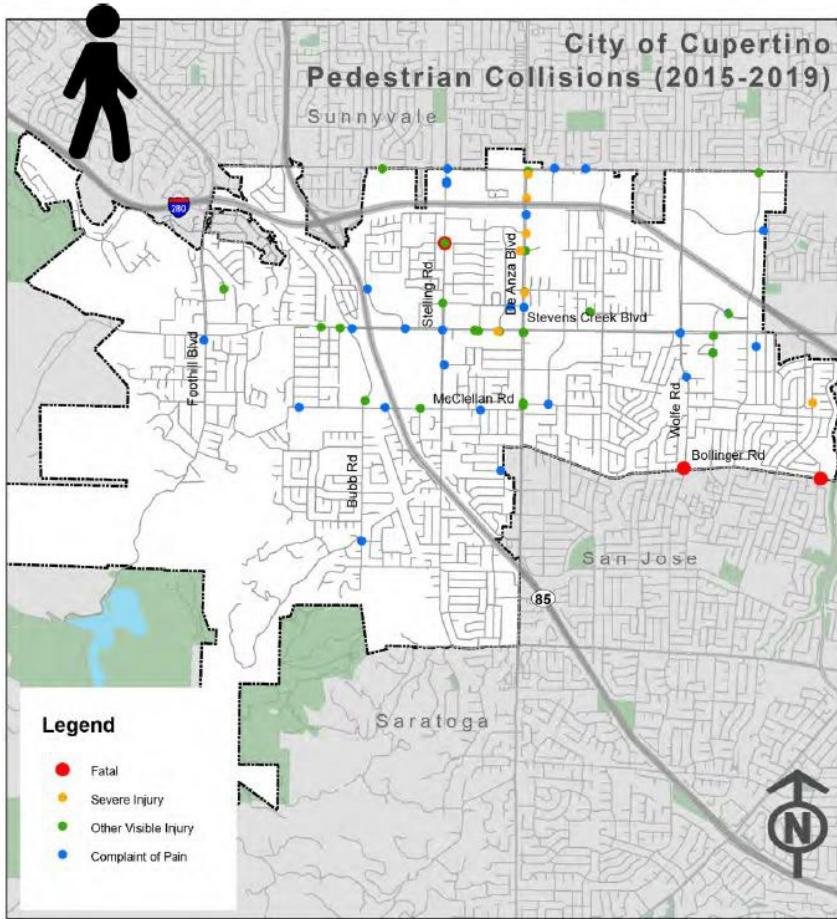 City of Cupertino
Pedestrian Collisions (2015-2019)
Sunnyvale
280
Stelling Rd
De Anza Blvd
Stevens Creek Blvd
Foothill Blvd
McClellan Rd
Wolfe Rd
Bollinger Rd
Bubb Rd
San Jose
85
Saratoga
Legend
Fatal
Severe Injury
Other Visible Injury
Complaint of Pain
N